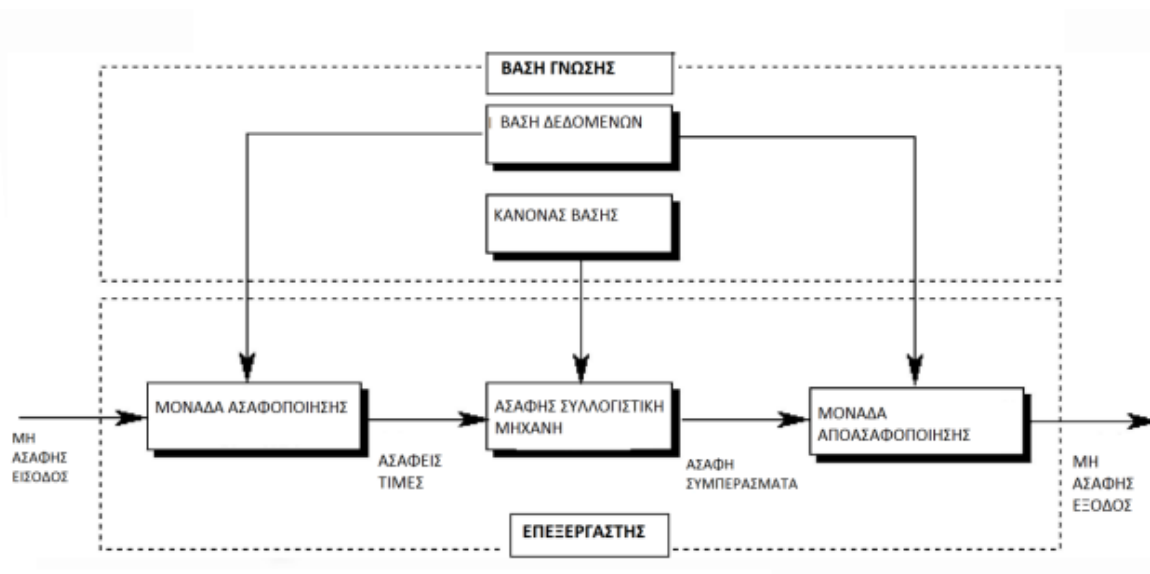 ΒΑΣΗ ΓΝΩΣΗΣ
ΒΑΣΗ ΔΕΔΟΜΕΝΩΝ
ΚΑΝΟΝΑΣ ΒΑΣΗΣ
ΜΟΝΑΔΑ ΑΣΑΦΟΠΟΙΗΣΗΣ
ΑΣΑΦΗΣ ΣΥΛΛΟΓΙΣΤΙΚΗ
ΜΗΧΑΝΗ
ΜΟΝΑΔΑ
ΑΠΟΑΣΑΦΟΠΟΙΗΣΗΣ
ΜΗ
ΑΣΑΦΗΣ
ΕΙΣΟΔΟΣ
ΑΣΑΦΕΙΣ
ΤΙΜΕΣ
ΑΣΑΦΗ
ΣΥΜΠΕΡΑΣΜΑΤΑ
ΜΗ
ΑΣΑΦΗΣ
ΕΞΟΔΟΣ
ΕΠΕΞΕΡΓΑΣΤΗΣ